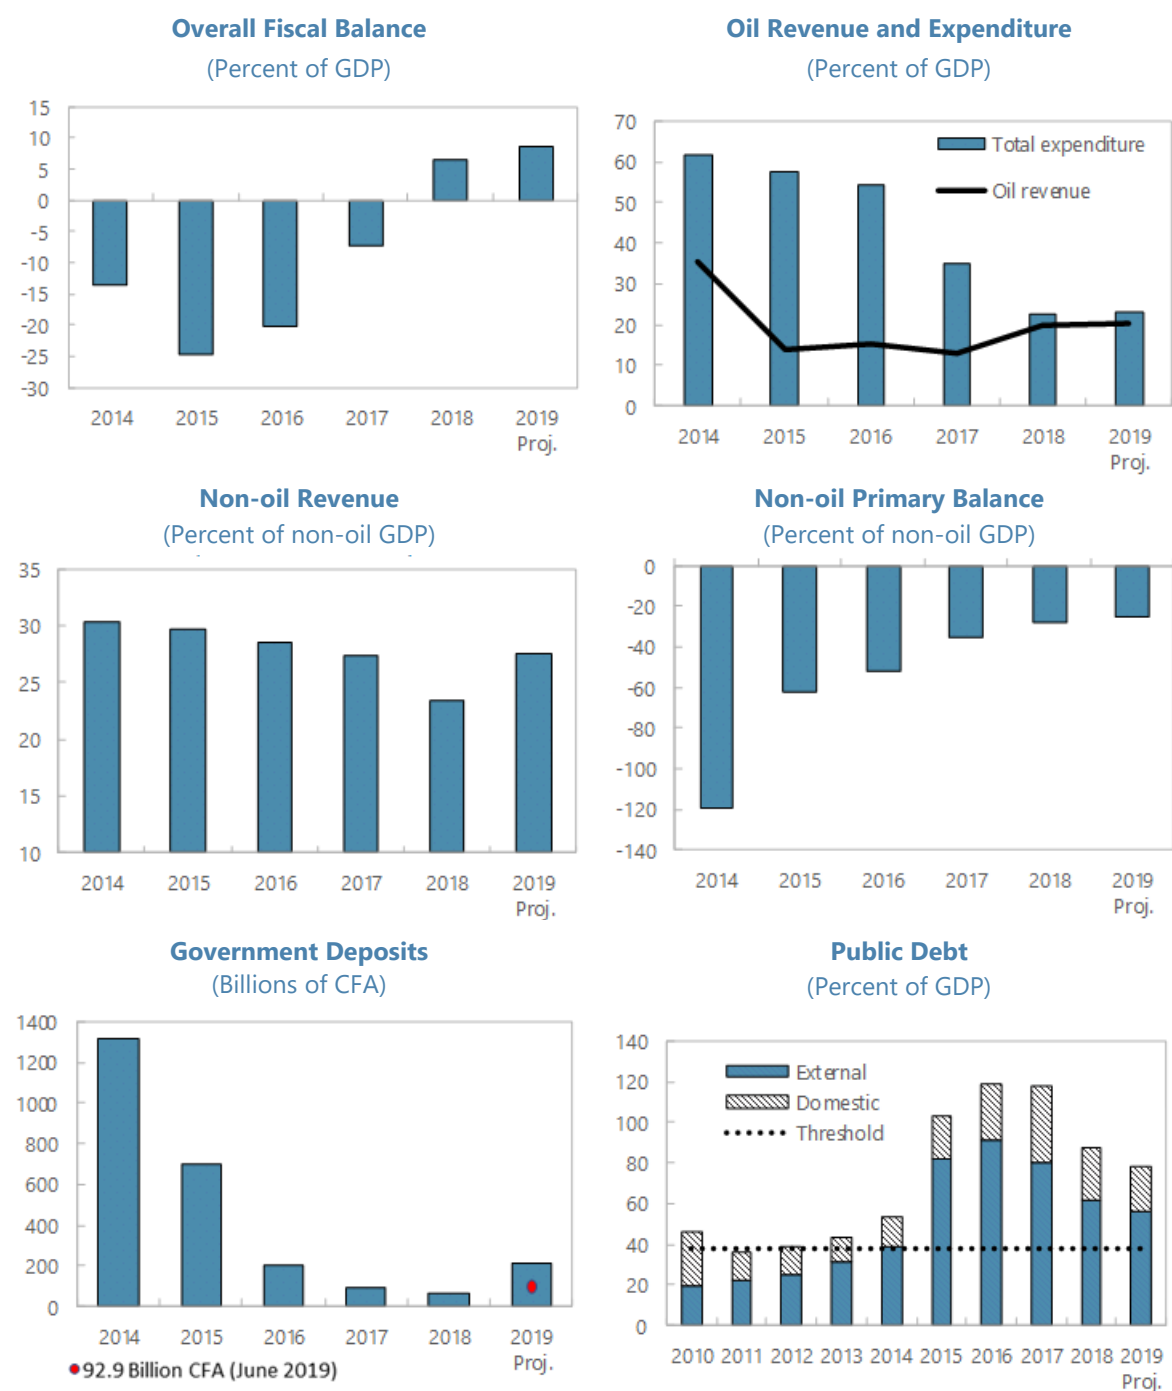 Overall Fiscal Balance
(Percent of GDP)
15
10
5
0
-5
-10
-15
-20
-25
-30
2014 2015 2016 2017 2018 2019
Proj.
Oil Revenue and Expenditure
(Percent of GDP)
70
60
50
40
30
20
10
0
Total expenditure
Oil revenue
2014 2015 2016 2017 2018 2019
Proj.
Non-oil Revenue
(Percent of non-oil GDP)
35
30
25
20
15
10
2014 2015 2016 2017 2018 2019
Proj.
Non-oil Primary Balance
(Percent of non-oil GDP)
0
-20
-40
-60
-80
-100
-120
-140
2014 2015 2016 2017 2018 2019
Proj.
Government Deposits
(Billions of CFA)
1400
1200
1000
800
600
400
200
0
2014 2015 2016 2017 2018 2019
Proj.
92.9 Billion CFA (June 2019)
Public Debt
(Percent of GDP)
140
120
100
80
60
40
20
0
External
Domestic
Threshold
2010 2011 2012 2013 2014 2015 2016 2017 2018 2019
Proj.